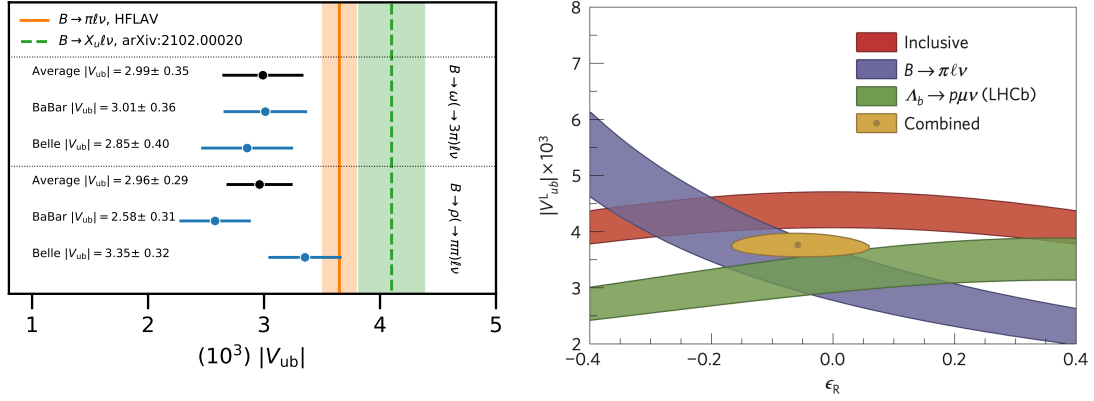 B→πℓν, HFLAV
B→X_uℓν, arXiv:2102.00020
Average |V_ub| = 2.99± 0.35
BaBar |V_ub| = 3.01± 0.36
Belle |V_ub| = 2.85± 0.40
B→ω(→3π)ℓν
Average |V_ub| = 2.96± 0.29
BaBar |V_ub| = 2.58± 0.31
Belle |V_ub| = 3.35± 0.32
B→ρ(→ππ)ℓν
1 2 3 4 5
(10³) |V_ub|
8
7
6
5
4
3
2
|V^L_ub|×10³
Inclusive
B→πℓν
Λ_b→pμν (LHCb)
Combined
−0.4 −0.2 0.0 0.2 0.4
ϵ_R